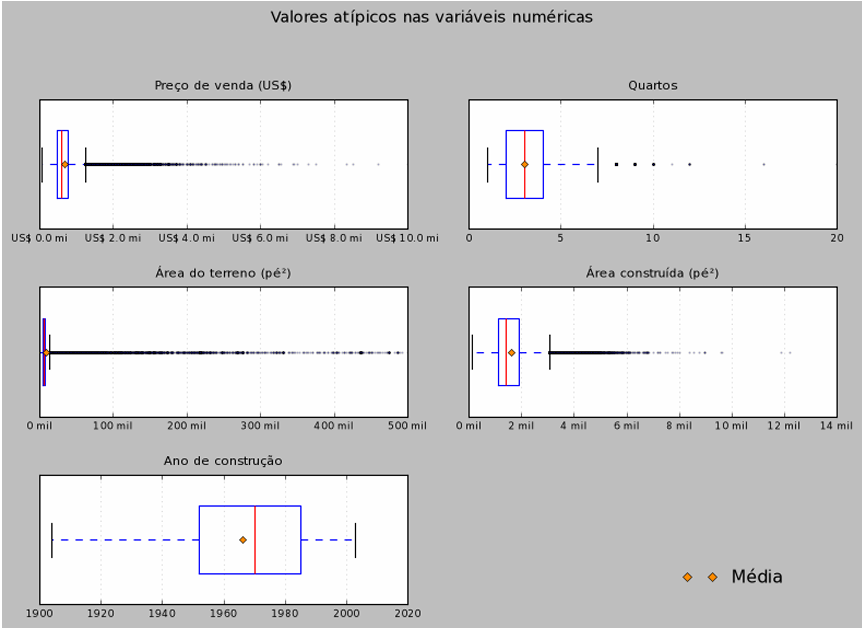 Valores atípicos nas variáveis numéricas
Preço de venda (US$)
US$ 0.0 mi US$ 2.0 mi US$ 4.0 mi US$ 6.0 mi US$ 8.0 mi US$ 10.0 mi
Quartos
0 5 10 15 20
Área do terreno (pé²)
0 mil 100 mil 200 mil 300 mil 400 mil 500 mil
Área construída (pé²)
0 mil 2 mil 4 mil 6 mil 8 mil 10 mil 12 mil 14 mil
Ano de construção
1900 1920 1940 1960 1980 2000 2020
Média